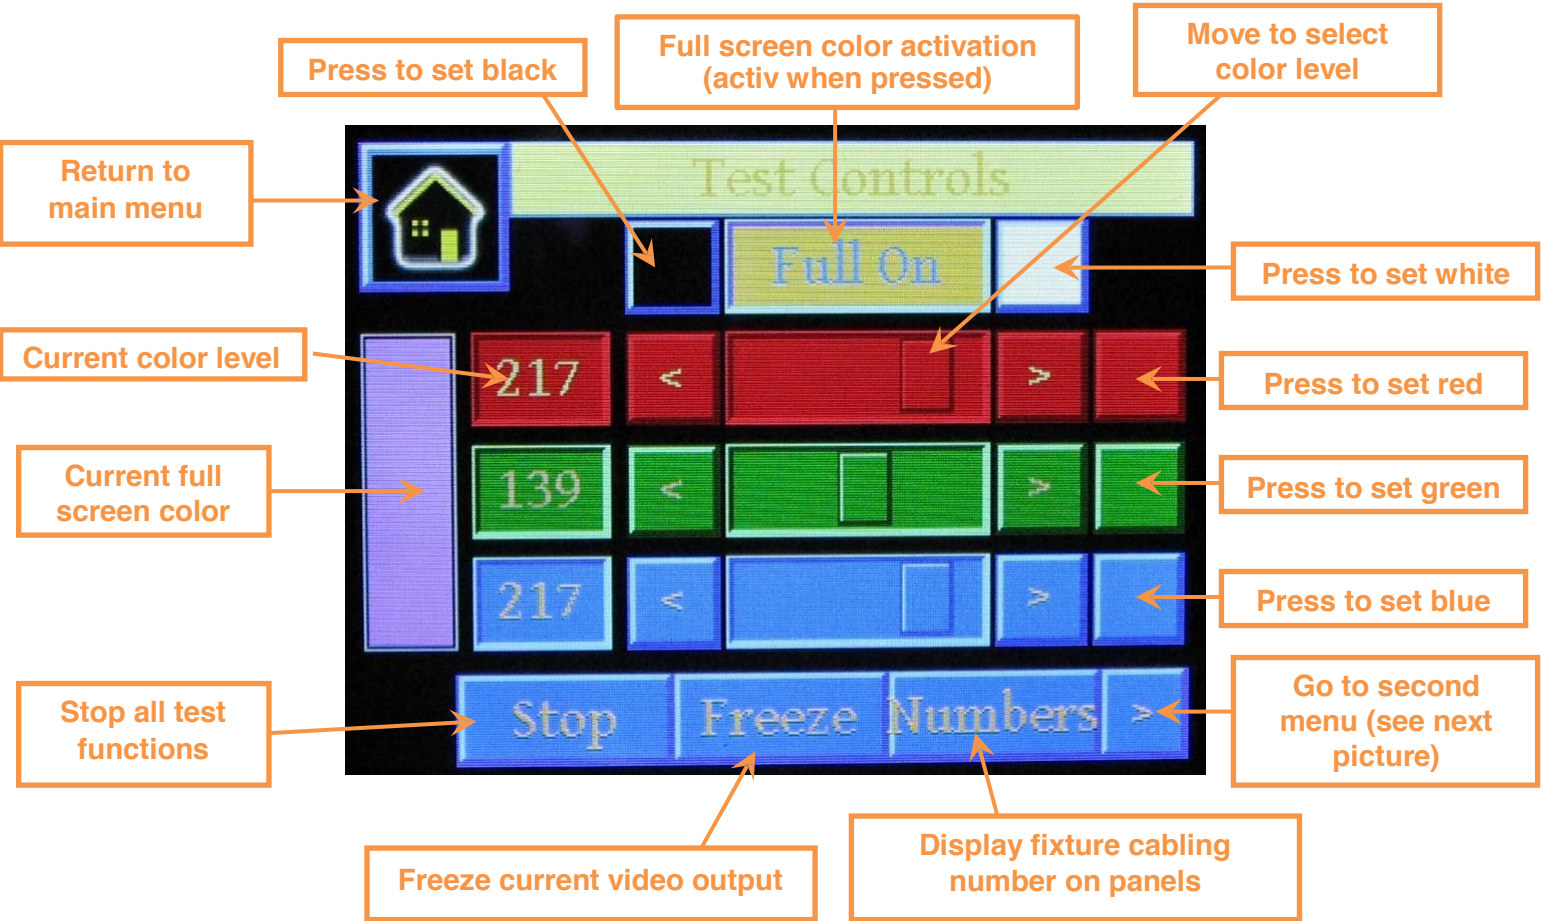 Move to select
color level
Full screen color activation
(activ when pressed)
Press to set black
Return to
main menu
Test Controls
Full On
Press to set white
Current color level
217
<
>
Press to set red
Current full
screen color
139
<
>
Press to set green
217
<
>
Press to set blue
Stop all test
functions
Stop
Freeze
Numbers
>
Go to second
menu (see next
picture)
Freeze current video output
Display fixture cabling
number on panels